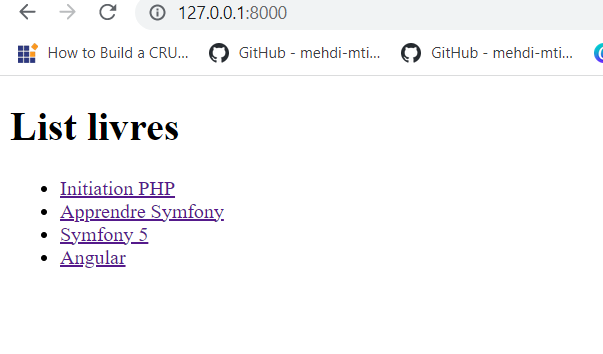 127.0.0.1:8000
How to Build a CRU... GitHub - mehdi-mti... GitHub - mehdi-mti...
List livres
Initiation PHP
Apprendre Symfony
Symfony 5
Angular